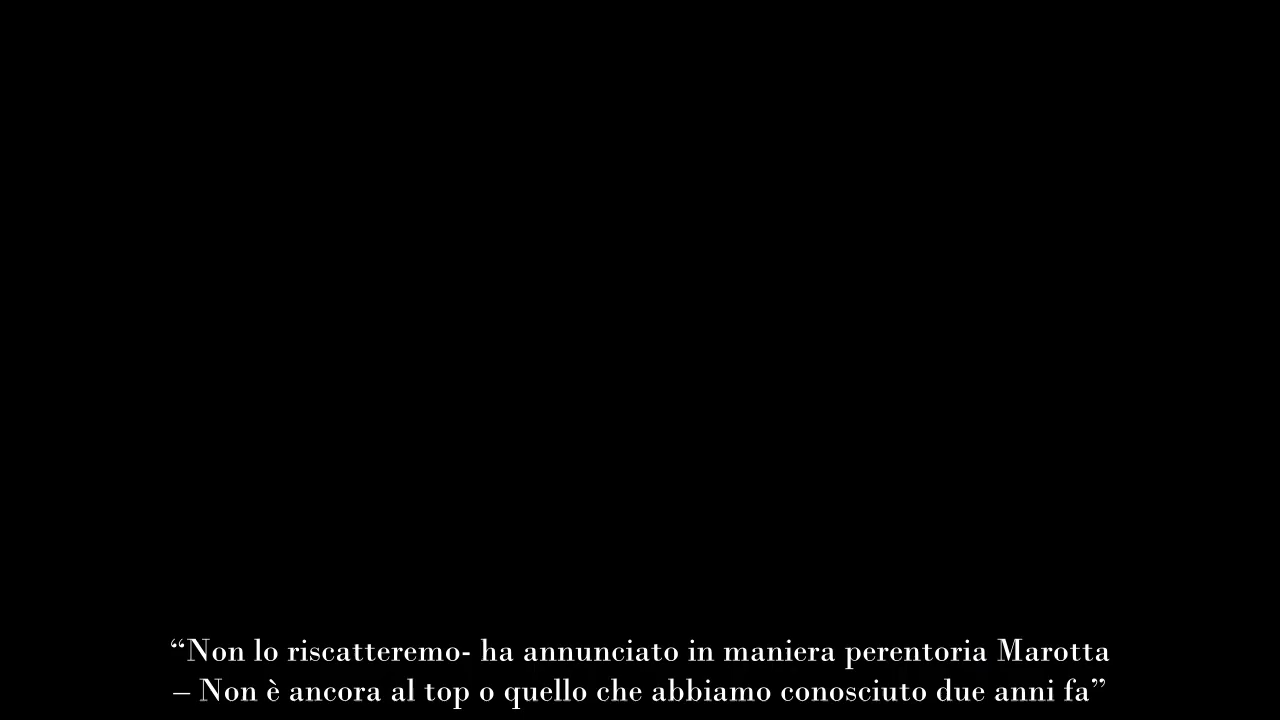 “Non lo riscatteremo- ha annunciato in maniera perentoria Marotta
– Non è ancora al top o quello che abbiamo conosciuto due anni fa”